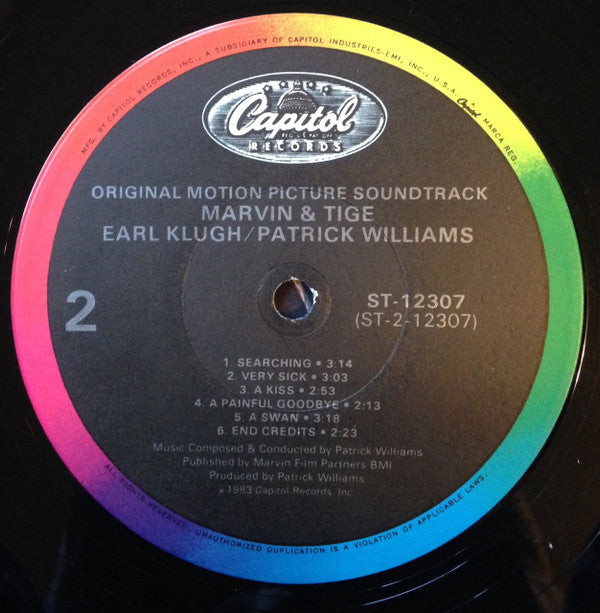 MFG. BY CAPITOL RECORDS, INC., A SUBSIDIARY OF CAPITOL INDUSTRIES-EMI, INC., U.S.A. Capitol MARCA REG.
Capitol
RECORDS
ORIGINAL MOTION PICTURE SOUNDTRACK
MARVIN & TIGE
EARL KLUGH/PATRICK WILLIAMS
2
ST-12307
(ST-2-12307)
1. SEARCHING • 3:14
2. VERY SICK • 3:03
3. A KISS • 2:53
4. A PAINFUL GOODBYE • 2:13
5. A SWAN • 3:18
6. END CREDITS • 2:23
Music Composed & Conducted by Patrick Williams
Published by Marvin Film Partners BMI
Produced by Patrick Williams
℗ 1983 Capitol Records, Inc.
ALL RIGHTS RESERVED. UNAUTHORIZED DUPLICATION IS A VIOLATION OF APPLICABLE LAWS.